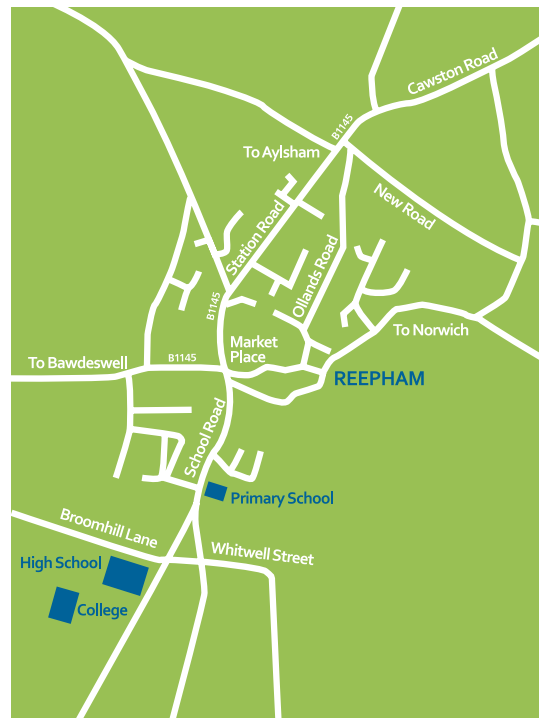 Cawston Road
B1145
To Aylsham
New Road
Station Road
Ollands Road
B1145
Market
Place
To Norwich
To Bawdeswell
B1145
REEPHAM
School Road
Primary School
Broomhill Lane
Whitwell Street
High School
College